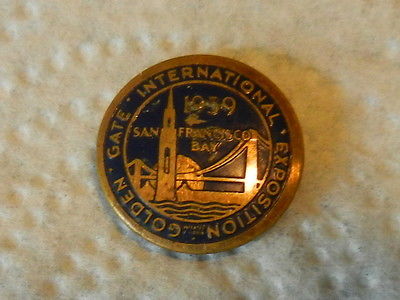 GOLDEN · GATE · INTERNATIONAL · EXPOSITION
1939
SAN FRANCISCO
BAY